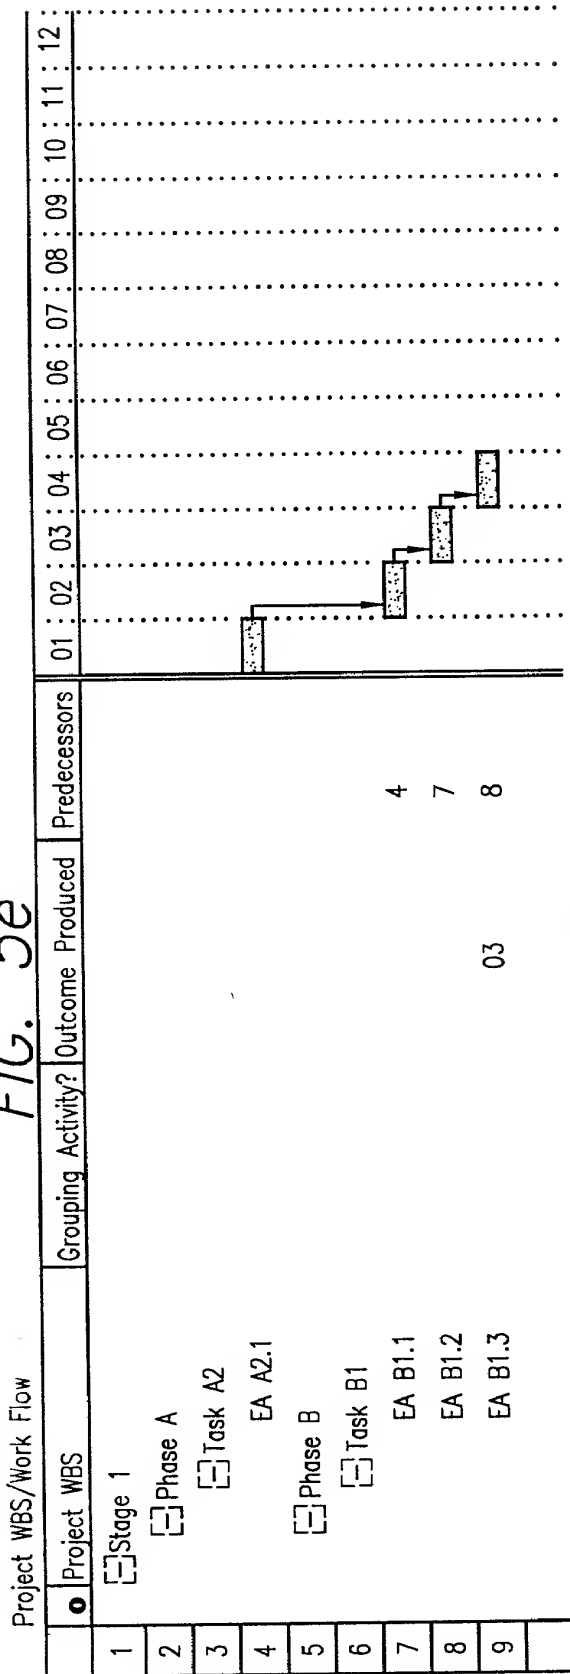 FIG. 5e
Project WBS/Work Flow
Project WBS Grouping Activity? Outcome Produced Predecessors 01 02 03 04 05 06 07 08 09 10 11 12
1 Stage 1
2 Phase A
3 Task A2
4 EA A2.1
5 Phase B
6 Task B1
7 EA B1.1 4
8 EA B1.2 7
9 EA B1.3 03 8